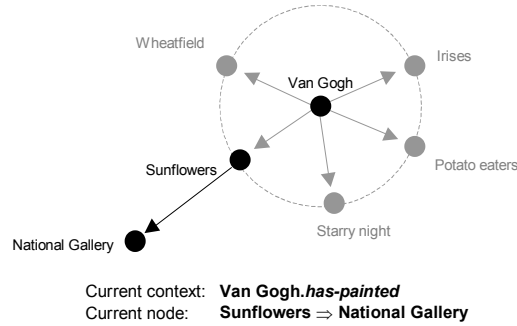 Wheatfield
Irises
Van Gogh
Sunflowers
Potato eaters
Starry night
National Gallery
Current context: Van Gogh.has-painted
Current node: Sunflowers ⇒ National Gallery